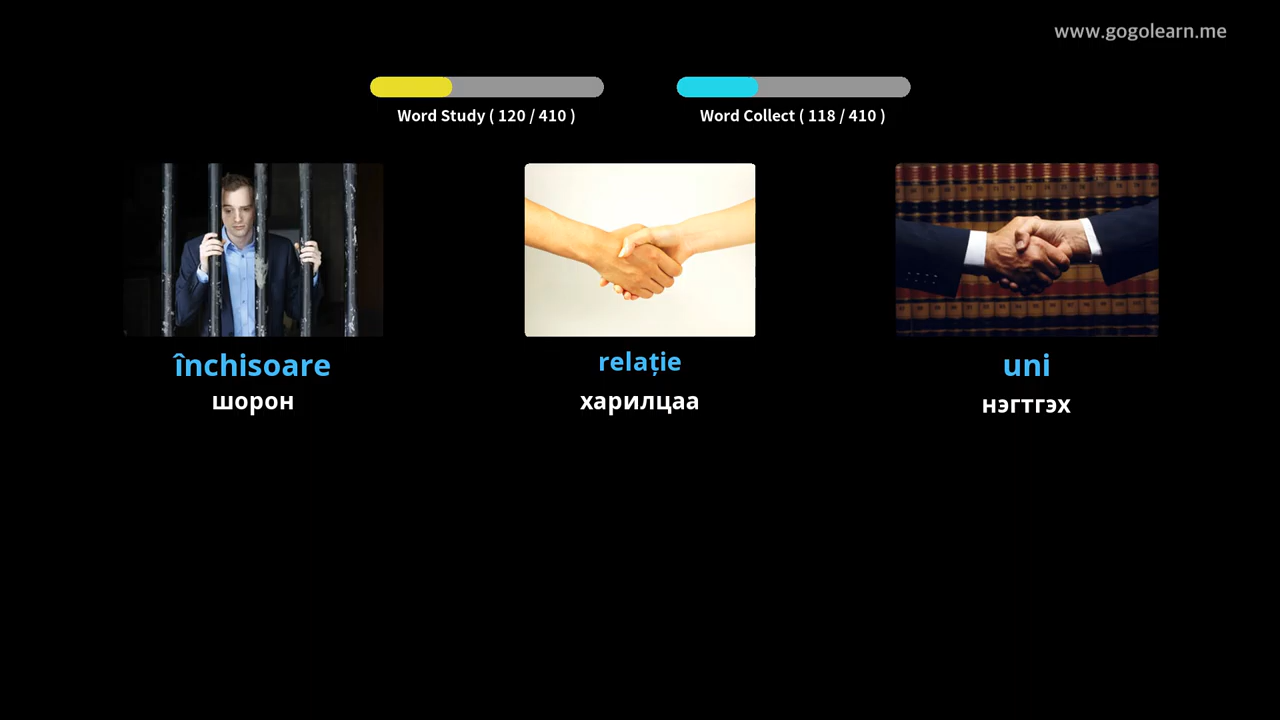 www.gogolearn.me
Word Study ( 120 / 410 )
Word Collect ( 118 / 410 )
închisoare
шорон
relație
харилцаа
uni
нэгтгэх